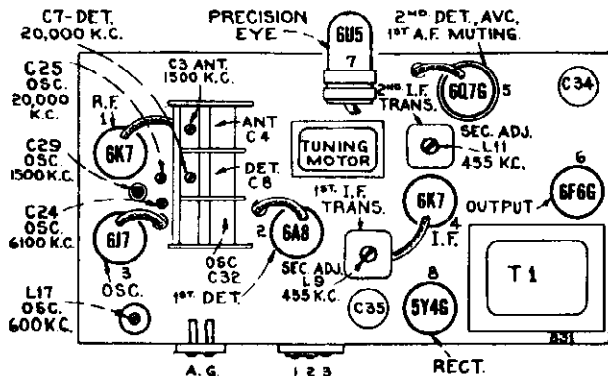 C7-DET.
20,000 K.C.
PRECISION
EYE
2ND. DET., AVC,
1ST A.F. MUTING.
6U5
7
C3 ANT.
1500 K.C.
C25
OSC.
20,000
K.C.
R.F.
1
6K7
ANT
C4
2ND. I.F.
TRANS.
6Q7G
5
C34
TUNING
MOTOR
SEC. ADJ.
L11
455 KC.
C29
OSC.
1500 K.C.
DET.
C8
1ST. I.F.
TRANS.
6K7
4
I.F.
6
6F6G
OUTPUT
C24
OSC.
6100 K.C.
6J7
3
OSC.
2
6A8
OSC
C32
1ST. DET.
SEC. ADJ.
L9
455 KC.
T1
L17
OSC.
600 K.C.
C35
8
5Y4G
831
A.G.
1 2 3
RECT.